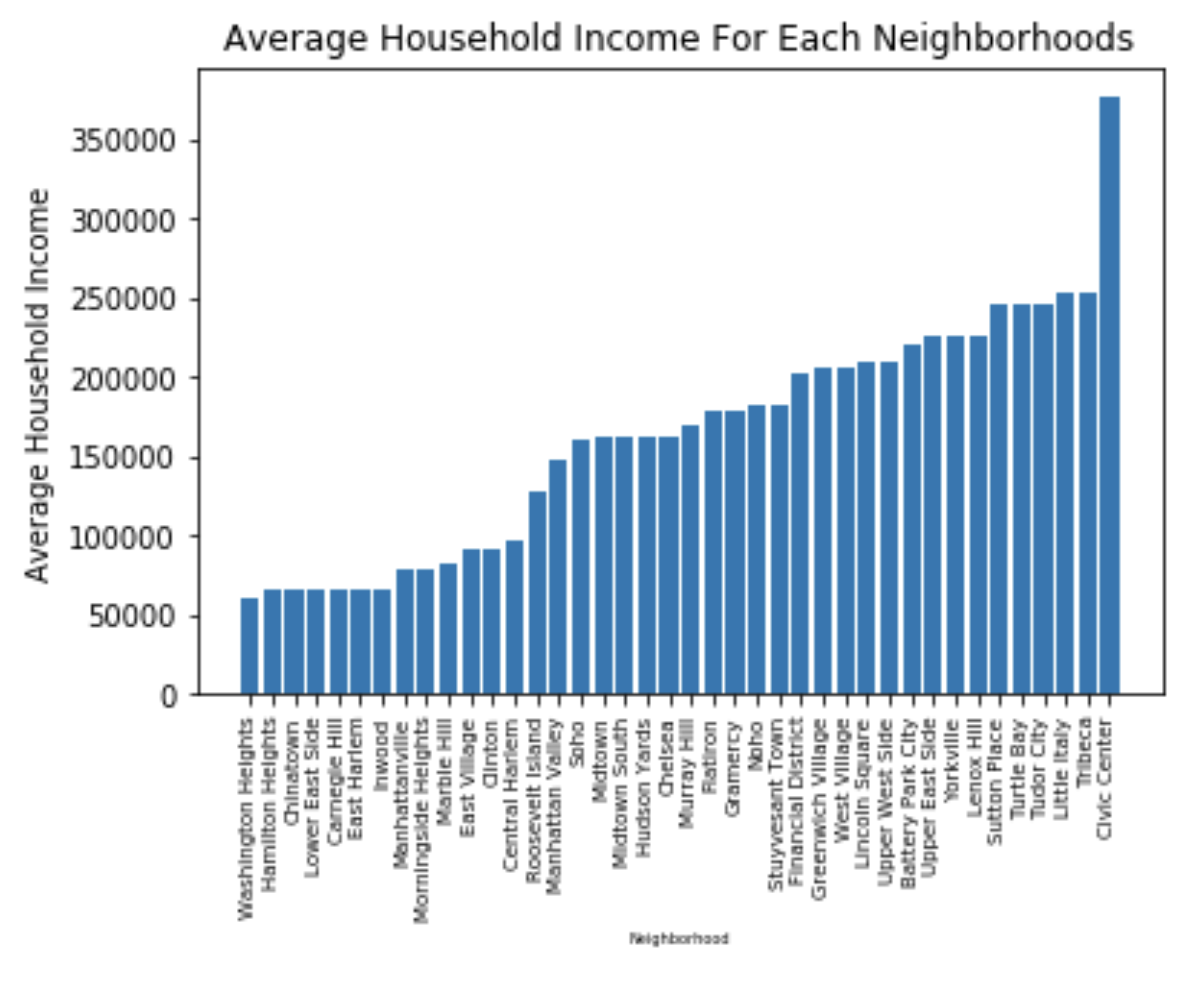 Average Household Income For Each Neighborhoods
Average Household Income
350000
300000
250000
200000
150000
100000
50000
0
Washington Heights
Hamilton Heights
Chinatown
Lower East Side
Carnegie Hill
East Harlem
Inwood
Manhattanville
Morningside Heights
Marble Hill
East Village
Clinton
Central Harlem
Roosevelt Island
Manhattan Valley
Soho
Midtown
Midtown South
Hudson Yards
Chelsea
Murray Hill
Flatiron
Gramercy
Noho
Stuyvesant Town
Financial District
Greenwich Village
West Village
Lincoln Square
Upper West Side
Battery Park City
Upper East Side
Yorkville
Lenox Hill
Sutton Place
Turtle Bay
Tudor City
Little Italy
Tribeca
Civic Center
Neighborhood